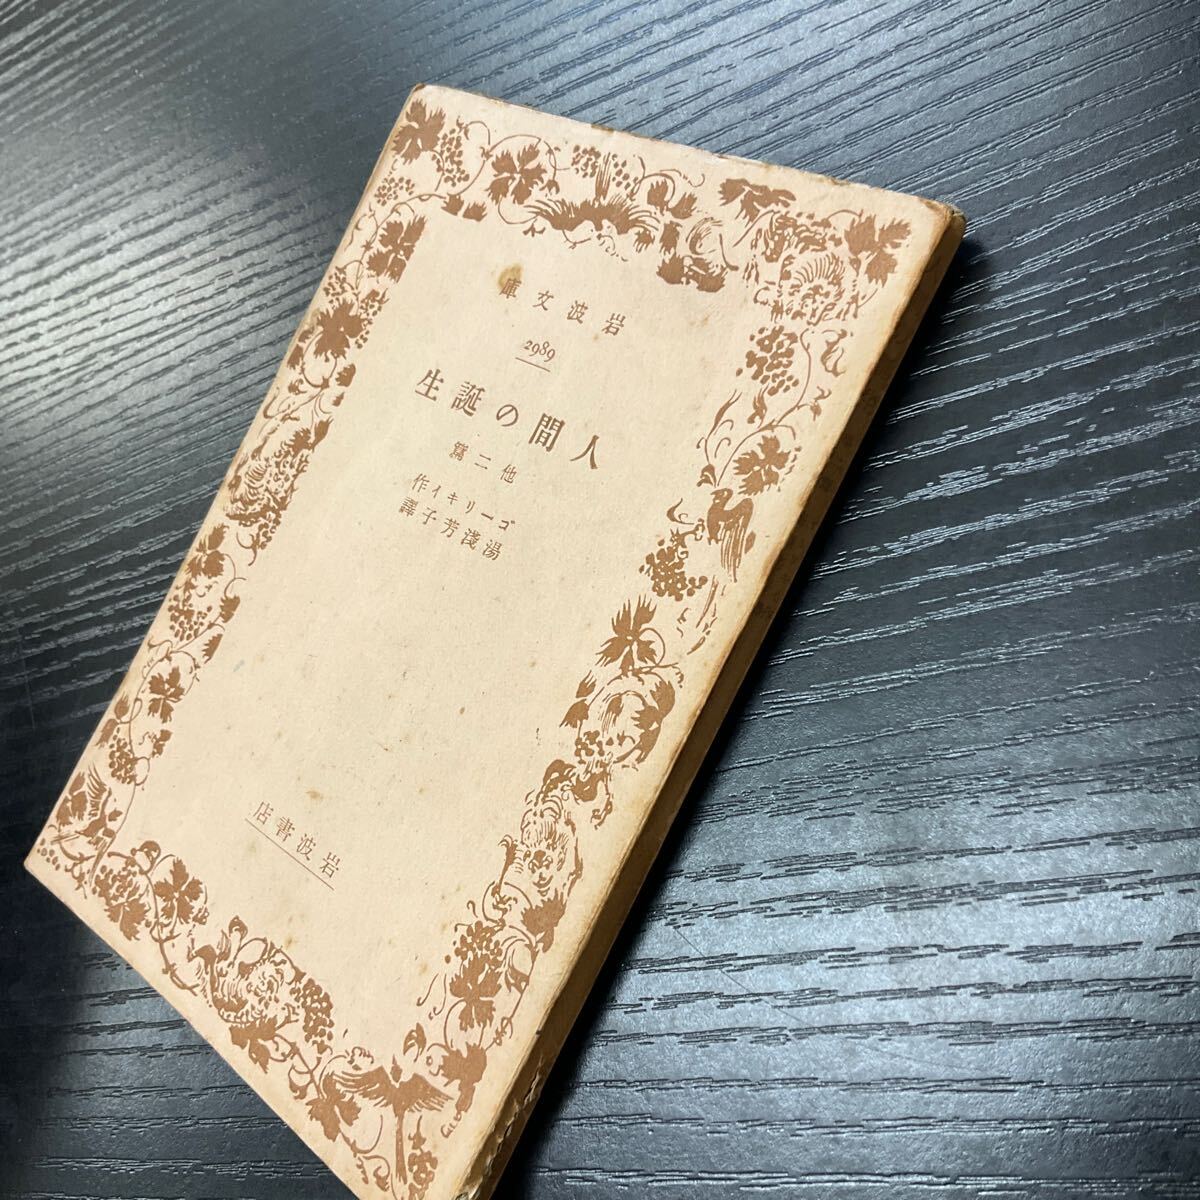 岩波文庫
2989
人間の誕生
他二篇
ゴーリキイ作
湯淺芳子譯
岩波書店